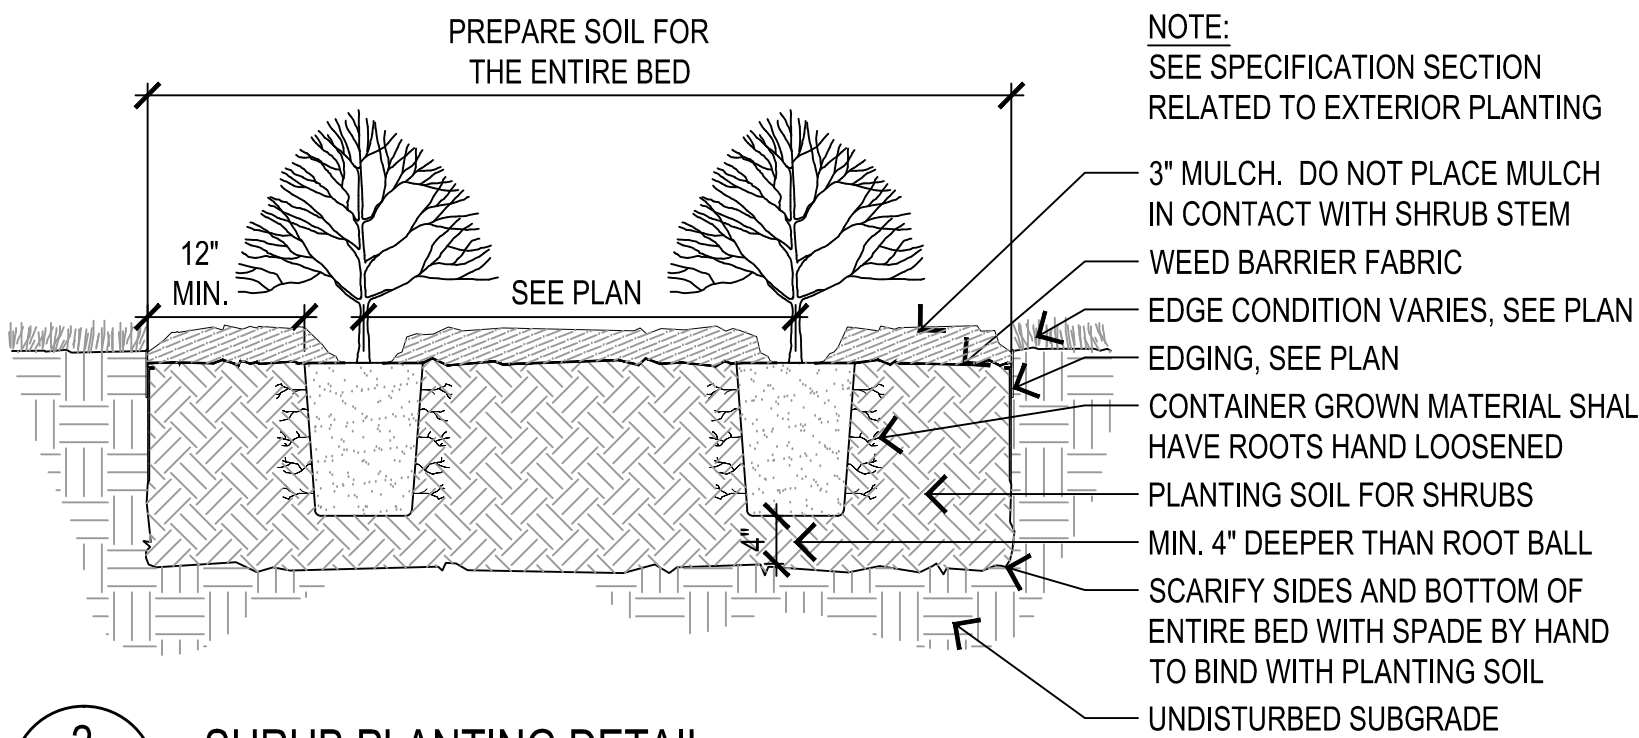 PREPARE SOIL FOR
THE ENTIRE BED
12"
MIN.
SEE PLAN
4"
NOTE:
SEE SPECIFICATION SECTION
RELATED TO EXTERIOR PLANTING
3" MULCH. DO NOT PLACE MULCH
IN CONTACT WITH SHRUB STEM
WEED BARRIER FABRIC
EDGE CONDITION VARIES, SEE PLAN
EDGING, SEE PLAN
CONTAINER GROWN MATERIAL SHAL
HAVE ROOTS HAND LOOSENED
PLANTING SOIL FOR SHRUBS
MIN. 4" DEEPER THAN ROOT BALL
SCARIFY SIDES AND BOTTOM OF
ENTIRE BED WITH SPADE BY HAND
TO BIND WITH PLANTING SOIL
UNDISTURBED SUBGRADE
SHRUB PLANTING DETAIL